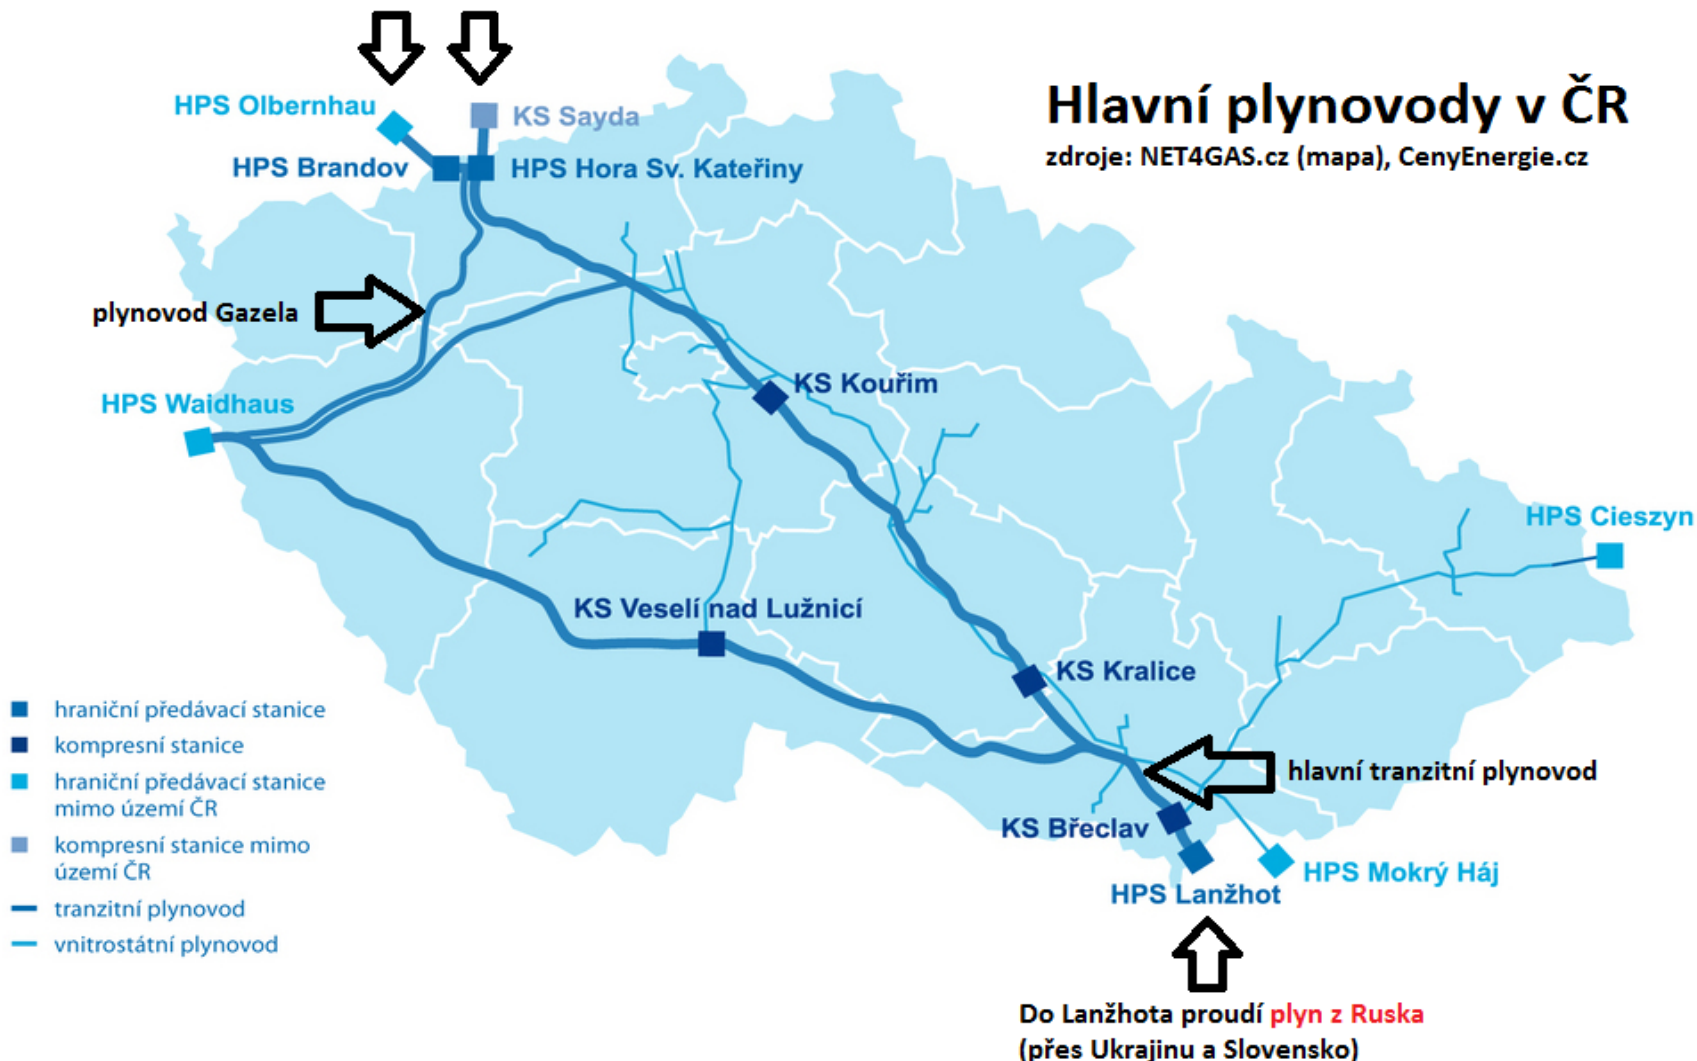 Hlavní plynovody v ČR
zdroje: NET4GAS.cz (mapa), CenyEnergie.cz
HPS Olbernhau
KS Sayda
HPS Brandov
HPS Hora Sv. Kateřiny
plynovod Gazela
HPS Waidhaus
KS Kouřim
HPS Cieszyn
KS Veselí nad Lužnicí
KS Kralice
hlavní tranzitní plynovod
KS Břeclav
HPS Mokrý Háj
HPS Lanžhot
Do Lanžhota proudí plyn z Ruska
(přes Ukrajinu a Slovensko)
hraniční předávací stanice
kompresní stanice
hraniční předávací stanice
mimo území ČR
kompresní stanice mimo
území ČR
tranzitní plynovod
vnitrostátní plynovod